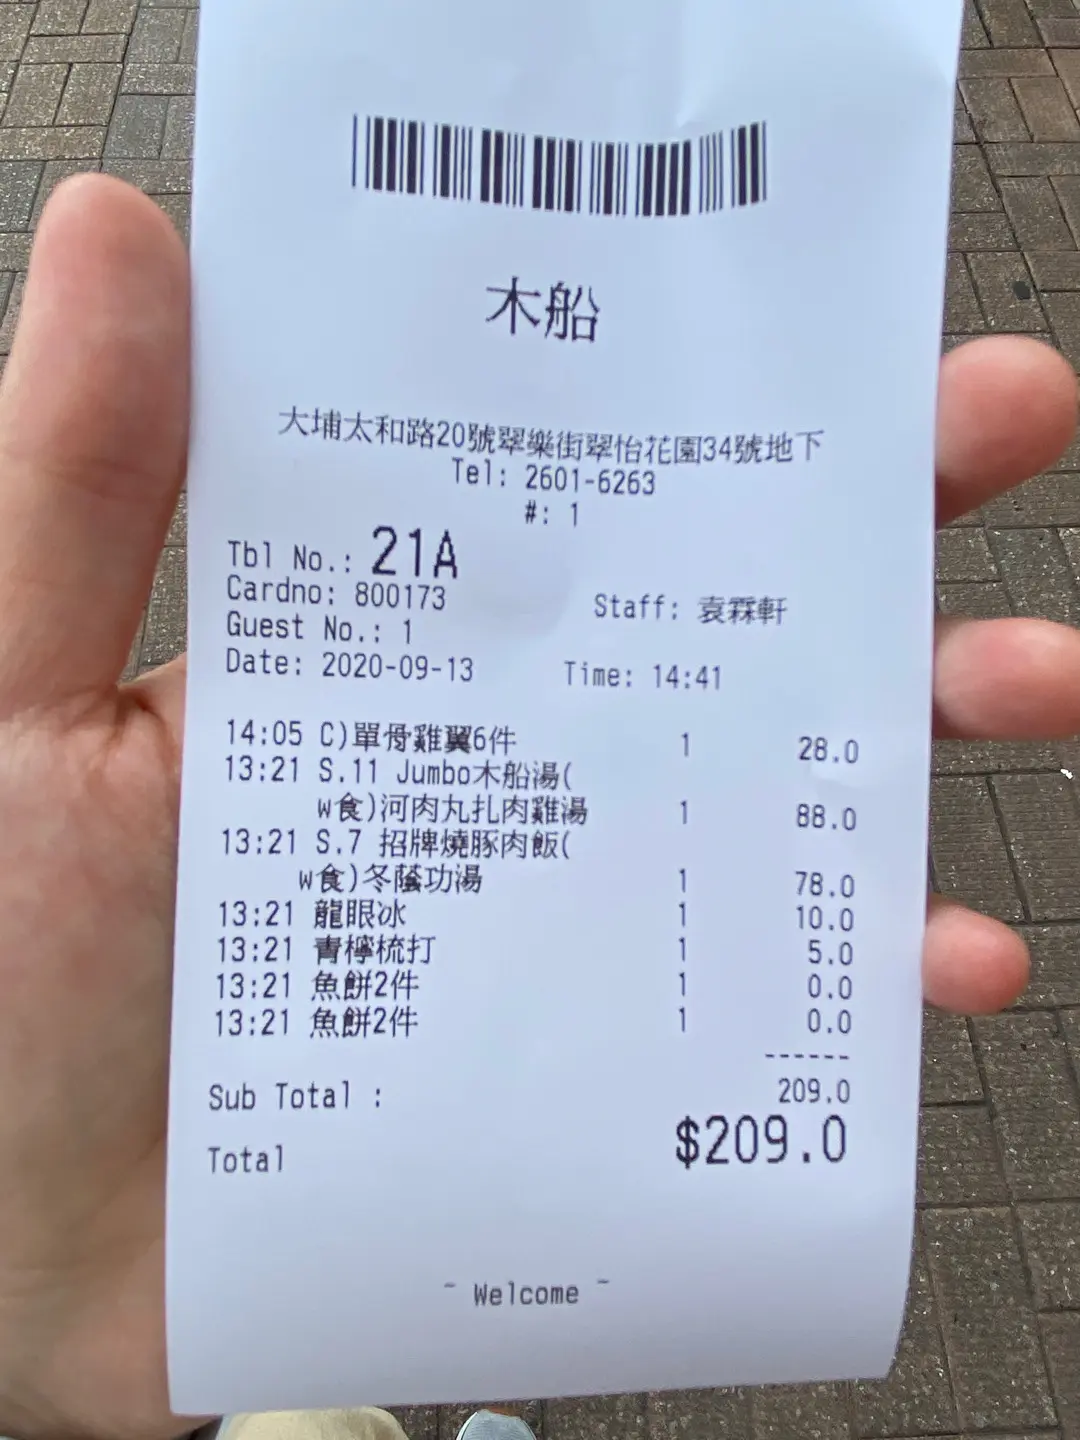 木船
大埔太和路20號翠樂街翠怡花園34號地下
Tel: 2601-6263
#: 1
Tbl No.: 21A
Cardno: 800173 Staff: 袁霖軒
Guest No.: 1
Date: 2020-09-13 Time: 14:41
14:05 C)單骨雞翼6件 1 28.0
13:21 S.11 Jumbo木船湯(
w食)河肉丸扎肉雞湯 1 88.0
13:21 S.7 招牌燒豚肉飯(
w食)冬蔭功湯 1 78.0
13:21 龍眼冰 1 10.0
13:21 青檸梳打 1 5.0
13:21 魚餅2件 1 0.0
13:21 魚餅2件 1 0.0
------
Sub Total : 209.0
Total $209.0
~ Welcome ~